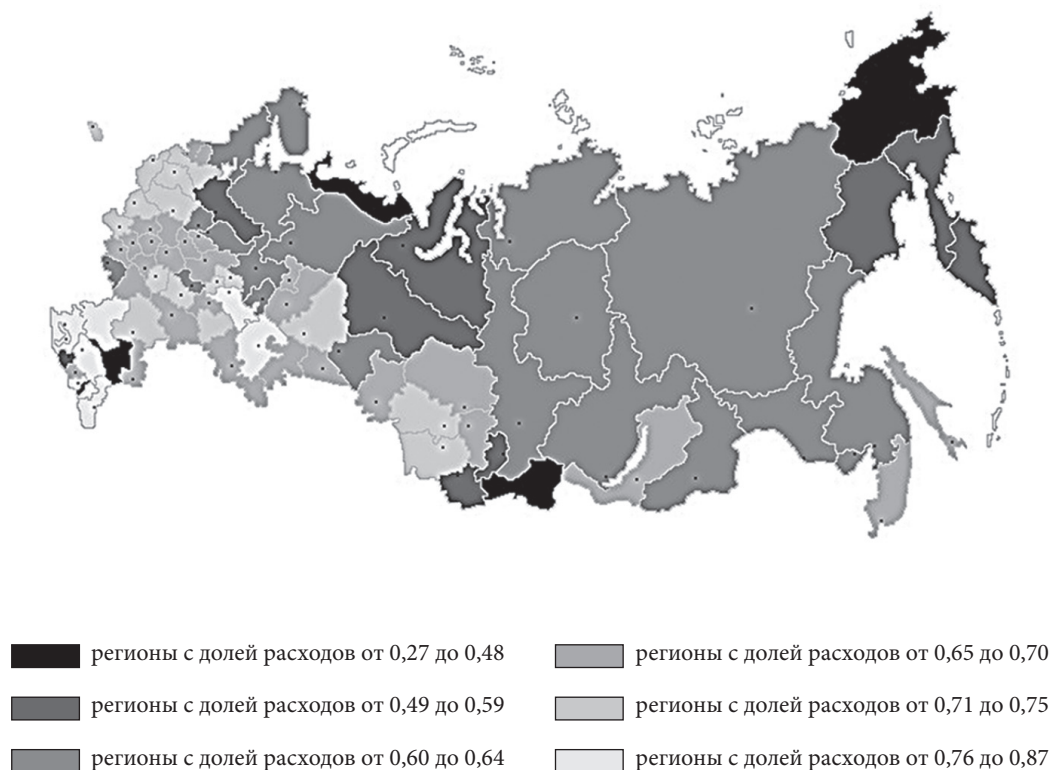 регионы с долей расходов от 0,27 до 0,48
регионы с долей расходов от 0,49 до 0,59
регионы с долей расходов от 0,60 до 0,64
регионы с долей расходов от 0,65 до 0,70
регионы с долей расходов от 0,71 до 0,75
регионы с долей расходов от 0,76 до 0,87